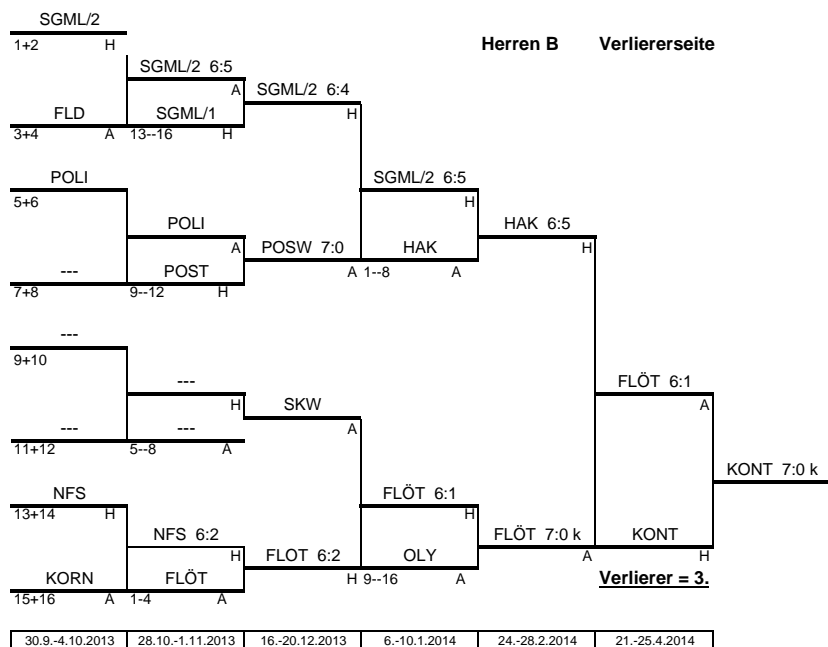 SGML/2
1+2 H
Herren B Verliererseite
SGML/2 6:5
A
SGML/2 6:4
H
FLD
SGML/1
3+4 A
13--16 H
POLI
5+6
SGML/2 6:5
H
POLI
A
HAK 6:5
H
POSW 7:0
HAK
---
POST
A
1--8 A
7+8
9--12 H
---
9+10
---
H
SKW
A
FLÖT 6:1
A
---
---
11+12
5--8 A
KONT 7:0 k
NFS
13+14 H
FLÖT 6:1
H
NFS 6:2
H
FLÖT 7:0 k
A
KONT
H
FLOT 6:2
OLY
KORN
FLÖT
H
9--16 A
Verlierer = 3.
15+16 A
1-4 A
30.9.-4.10.2013 28.10.-1.11.2013 16.-20.12.2013 6.-10.1.2014 24.-28.2.2014 21.-25.4.2014